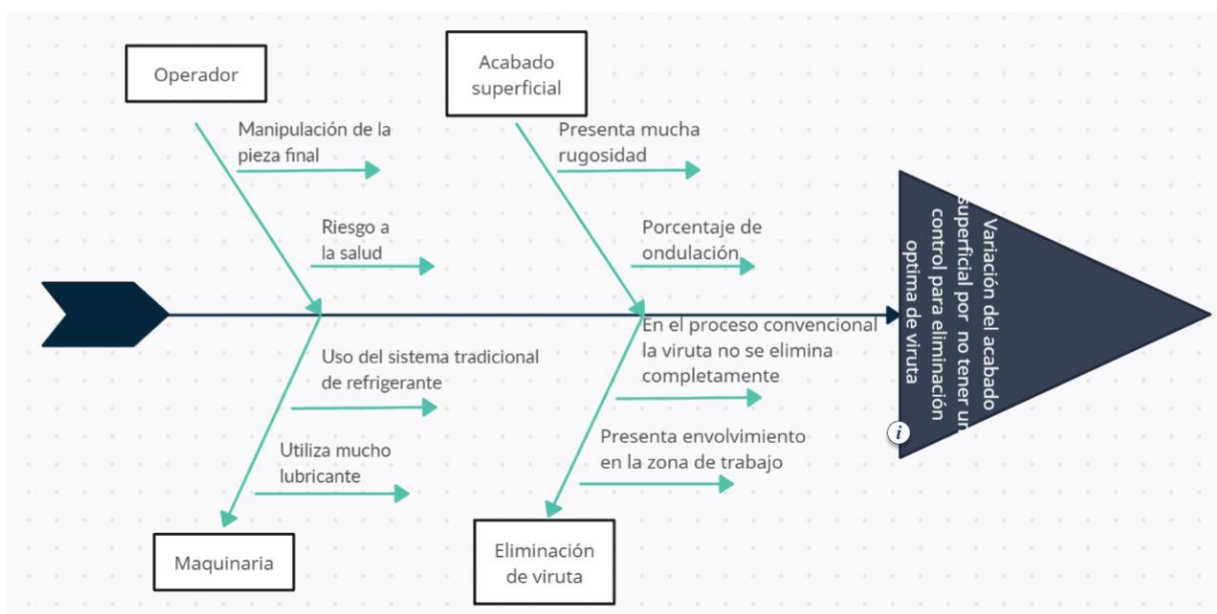 Operador
Acabado
superficial
Manipulación de la
pieza final
Presenta mucha
rugosidad
Riesgo a
la salud
Porcentaje de
ondulación
Variación del acabado
superficial por no tener un
control para eliminación
optima de viruta
En el proceso convencional
la viruta no se elimina
completamente
Uso del sistema tradicional
de refrigerante
Presenta envolvimiento
en la zona de trabajo
Utiliza mucho
lubricante
i
Maquinaria
Eliminación
de viruta